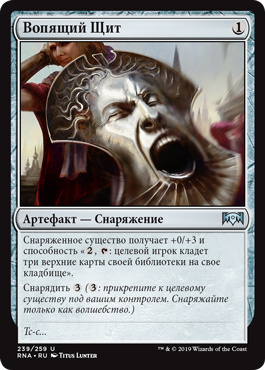 Вопящий Щит 1
Артефакт — Снаряжение
Снаряженное существо получает +0/+3 и
способность «2, : целевой игрок кладет
три верхние карты своей библиотеки на свое
кладбище».
Снарядить 3 (3: прикрепите к целевому
существу под вашим контролем. Снаряжайте
только как волшебство.)
Тс-с...
239/259 U
RNA • RU TITUS LUNTER
™ & © 2019 Wizards of the Coast